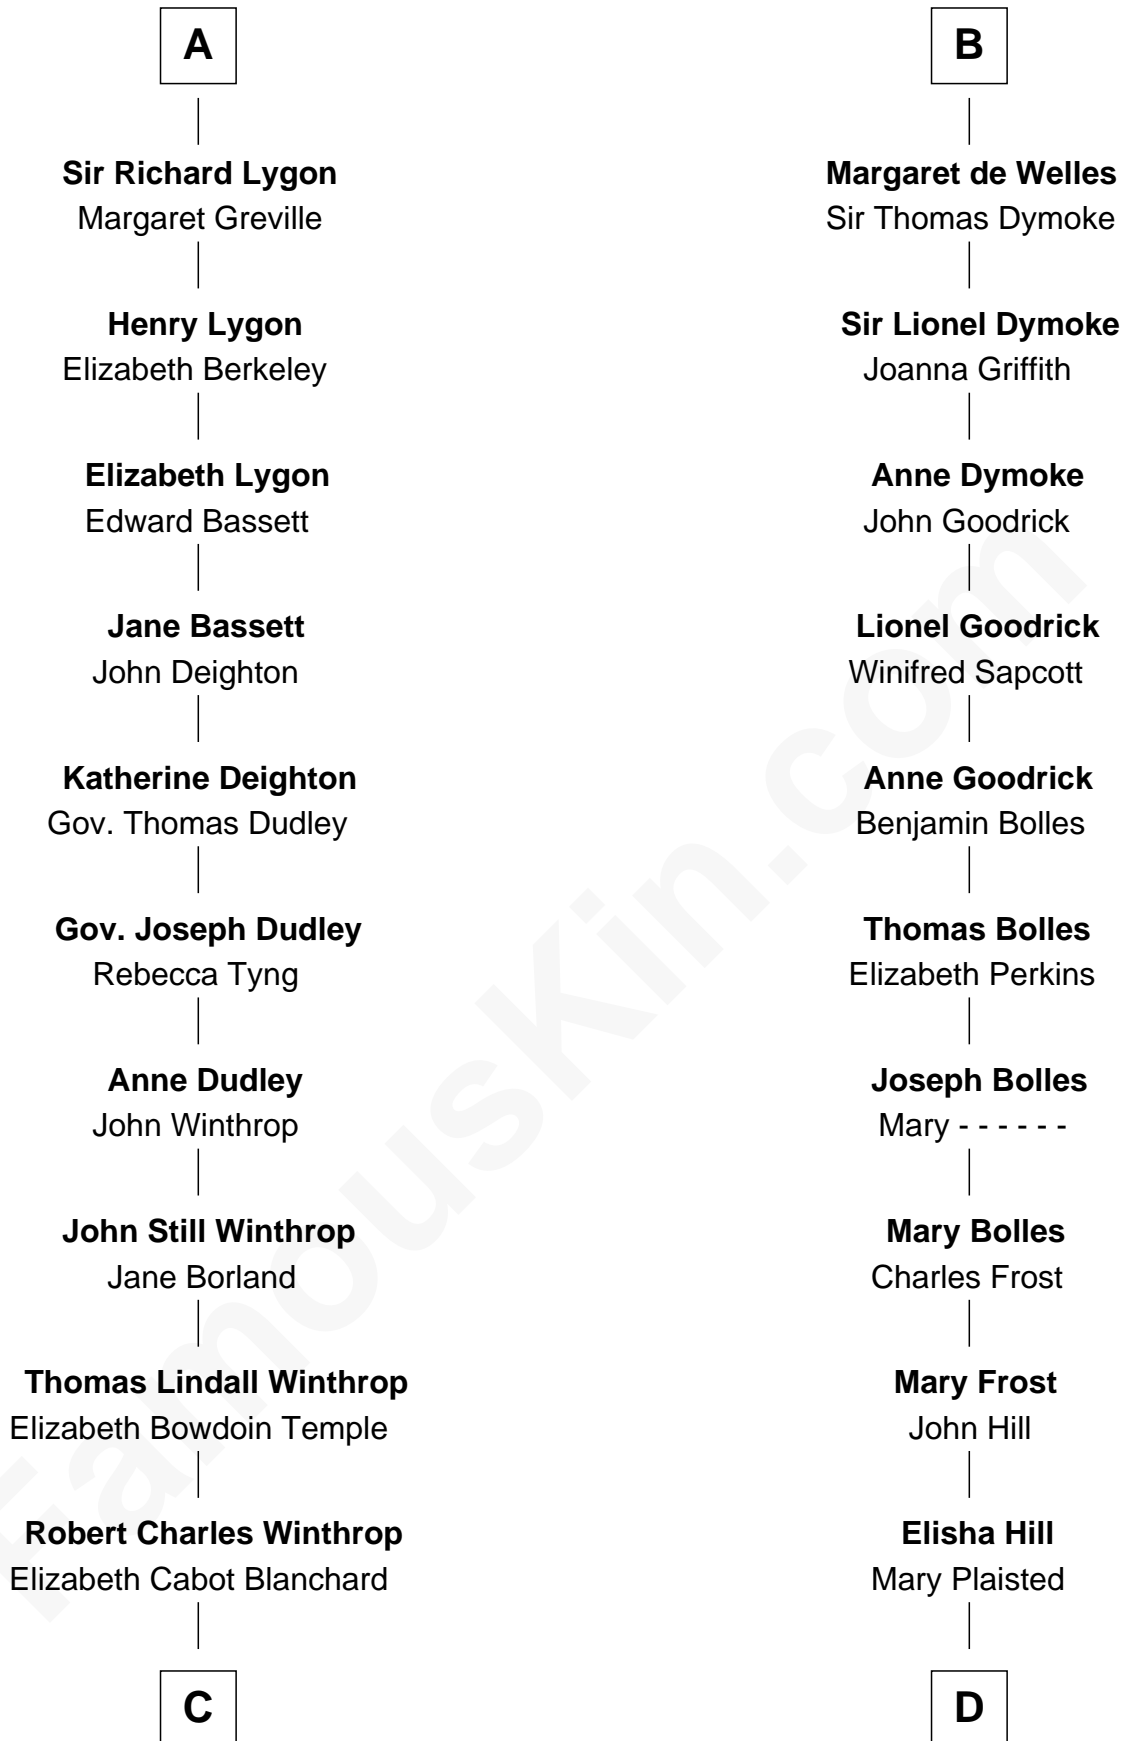 A
Sir Richard Lygon
Margaret Greville
Henry Lygon
Elizabeth Berkeley
Elizabeth Lygon
Edward Bassett
Jane Bassett
John Deighton
Katherine Deighton
Gov. Thomas Dudley
Gov. Joseph Dudley
Rebecca Tyng
Anne Dudley
John Winthrop
John Still Winthrop
Jane Borland
Thomas Lindall Winthrop
Elizabeth Bowdoin Temple
Robert Charles Winthrop
Elizabeth Cabot Blanchard
C
B
Margaret de Welles
Sir Thomas Dymoke
Sir Lionel Dymoke
Joanna Griffith
Anne Dymoke
John Goodrick
Lionel Goodrick
Winifred Sapcott
Anne Goodrick
Benjamin Bolles
Thomas Bolles
Elizabeth Perkins
Joseph Bolles
Mary - - - - - -
Mary Bolles
Charles Frost
Mary Frost
John Hill
Elisha Hill
Mary Plaisted
D
FamousKin.com